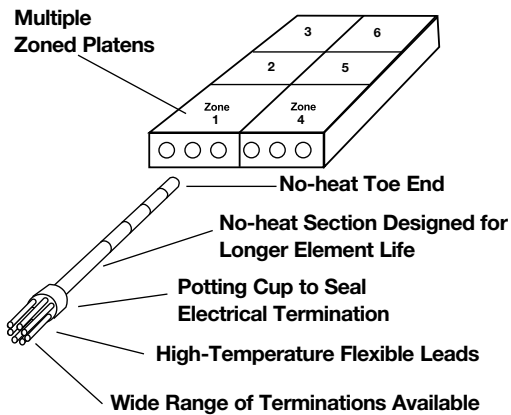 Multiple
Zoned Platens
3
6
2
5
Zone
1
Zone
4
No-heat Toe End
No-heat Section Designed for
Longer Element Life
Potting Cup to Seal
Electrical Termination
High-Temperature Flexible Leads
Wide Range of Terminations Available